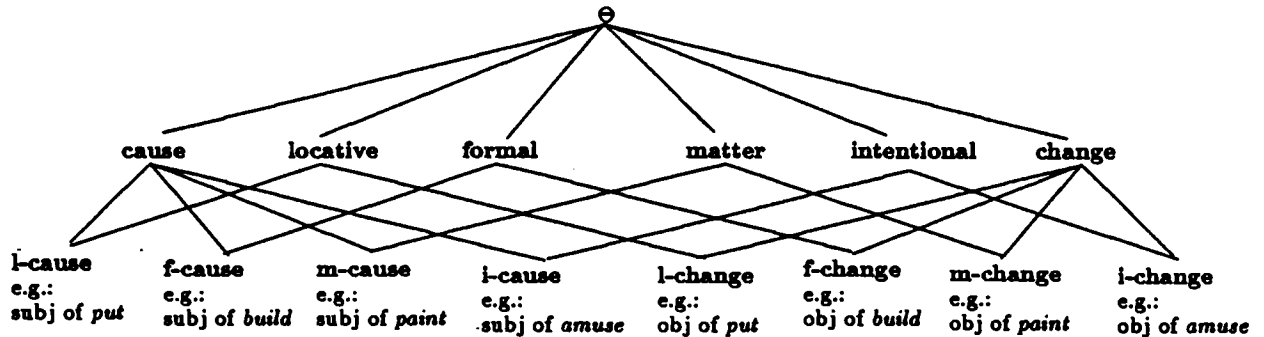 Θ
cause locative formal matter intentional change
l-cause f-cause m-cause i-cause l-change f-change m-change i-change
e.g.: e.g.: e.g.: e.g.: e.g.: e.g.: e.g.: e.g.:
subj of put subj of build subj of paint subj of amuse obj of put obj of build obj of paint obj of amuse